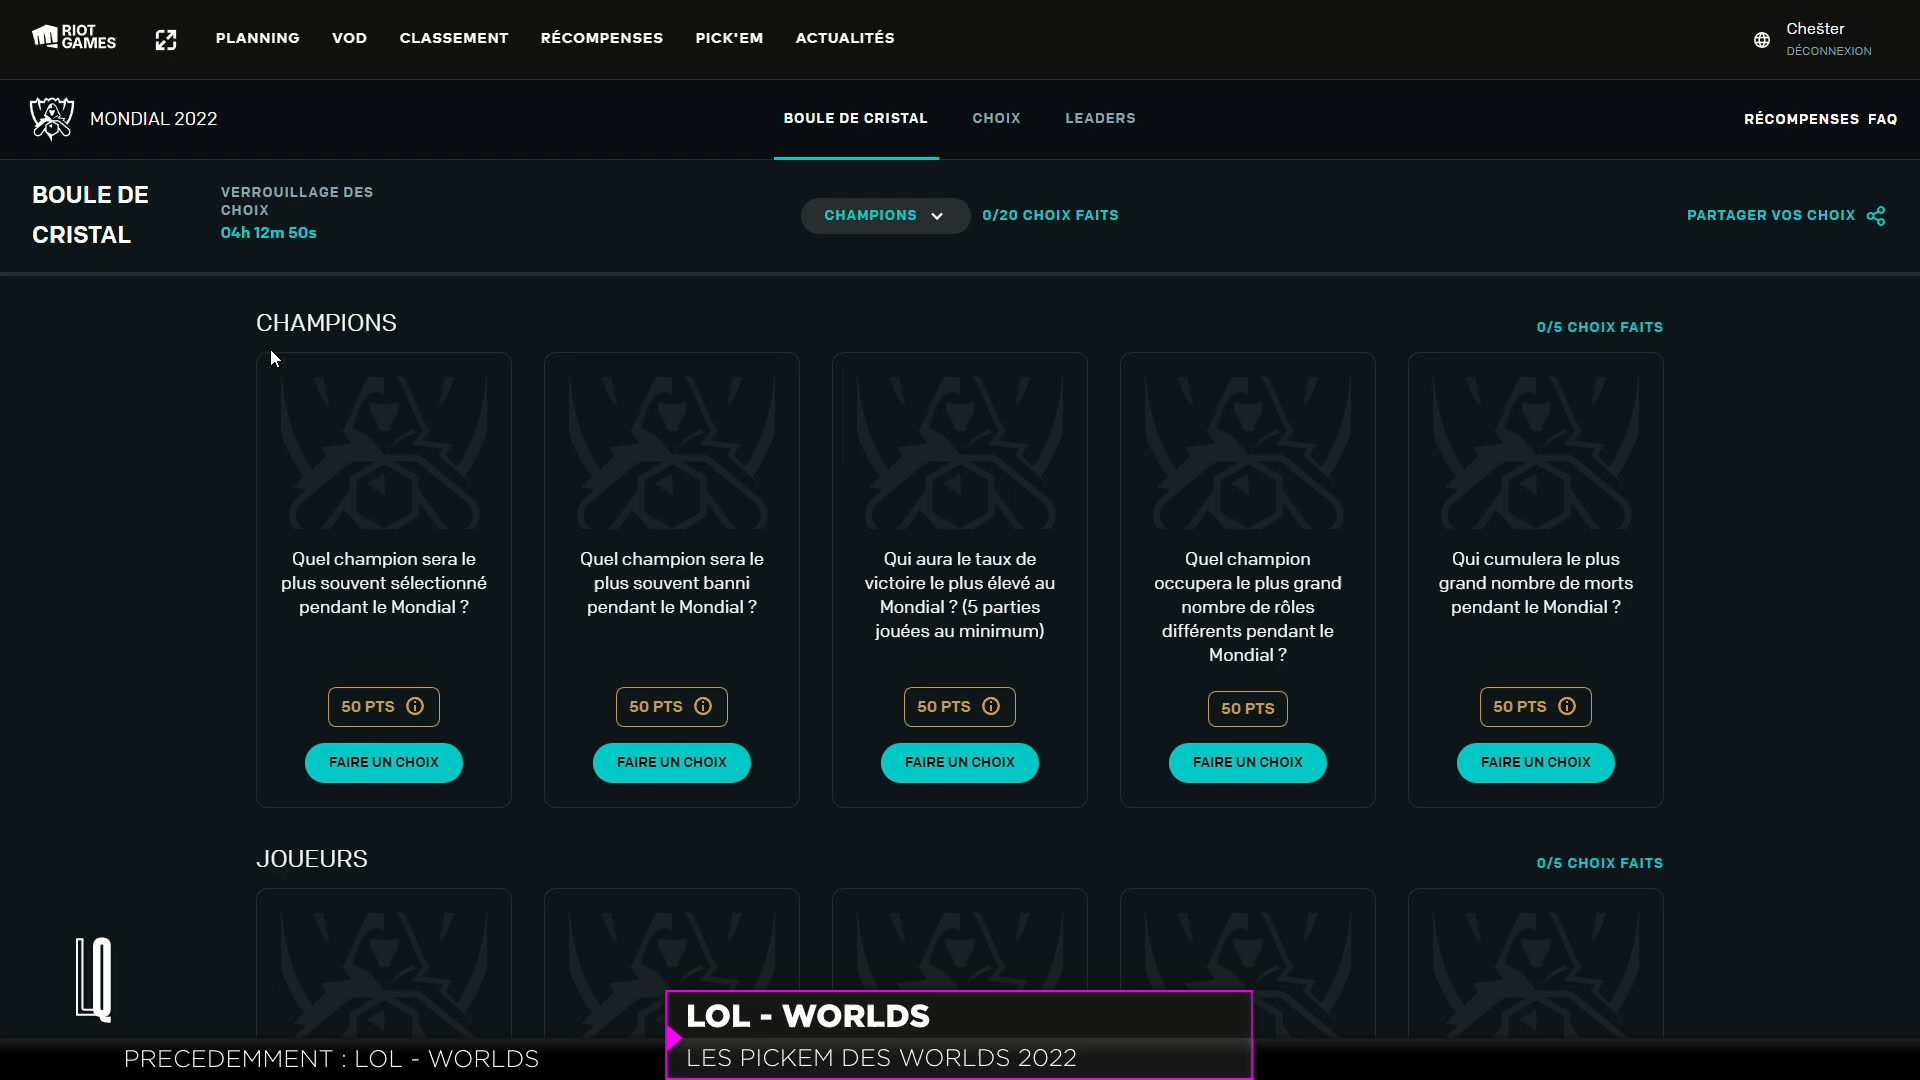 RIOT GAMES
PLANNING VOD CLASSEMENT RÉCOMPENSES PICK'EM ACTUALITÉS
Chešter
DÉCONNEXION
MONDIAL 2022
BOULE DE CRISTAL CHOIX LEADERS
RÉCOMPENSES FAQ
BOULE DE
CRISTAL
VERROUILLAGE DES
CHOIX
04h 12m 50s
CHAMPIONS
0/20 CHOIX FAITS
PARTAGER VOS CHOIX
CHAMPIONS
0/5 CHOIX FAITS
Quel champion sera le
plus souvent sélectionné
pendant le Mondial ?
50 PTS
FAIRE UN CHOIX
Quel champion sera le
plus souvent banni
pendant le Mondial ?
50 PTS
FAIRE UN CHOIX
Qui aura le taux de
victoire le plus élevé au
Mondial ? (5 parties
jouées au minimum)
50 PTS
FAIRE UN CHOIX
Quel champion
occupera le plus grand
nombre de rôles
différents pendant le
Mondial ?
50 PTS
FAIRE UN CHOIX
Qui cumulera le plus
grand nombre de morts
pendant le Mondial ?
50 PTS
FAIRE UN CHOIX
JOUEURS
0/5 CHOIX FAITS
LQ
LOL - WORLDS
LES PICKEM DES WORLDS 2022
PRECEDEMMENT : LOL - WORLDS